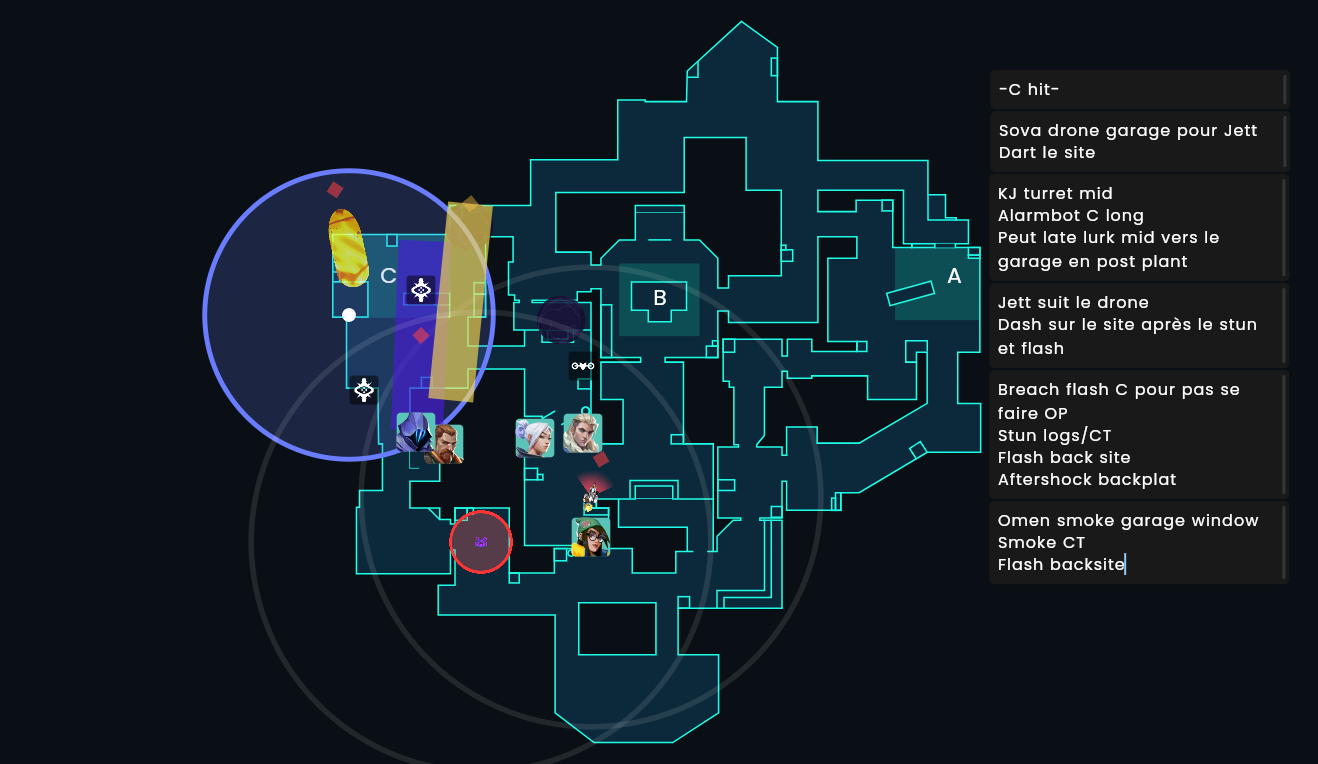 C
B
A
-C hit-
Sova drone garage pour Jett
Dart le site
KJ turret mid
Alarmbot C long
Peut late lurk mid vers le
garage en post plant
Jett suit le drone
Dash sur le site après le stun
et flash
Breach flash C pour pas se
faire OP
Stun logs/CT
Flash back site
Aftershock backplat
Omen smoke garage window
Smoke CT
Flash backsite